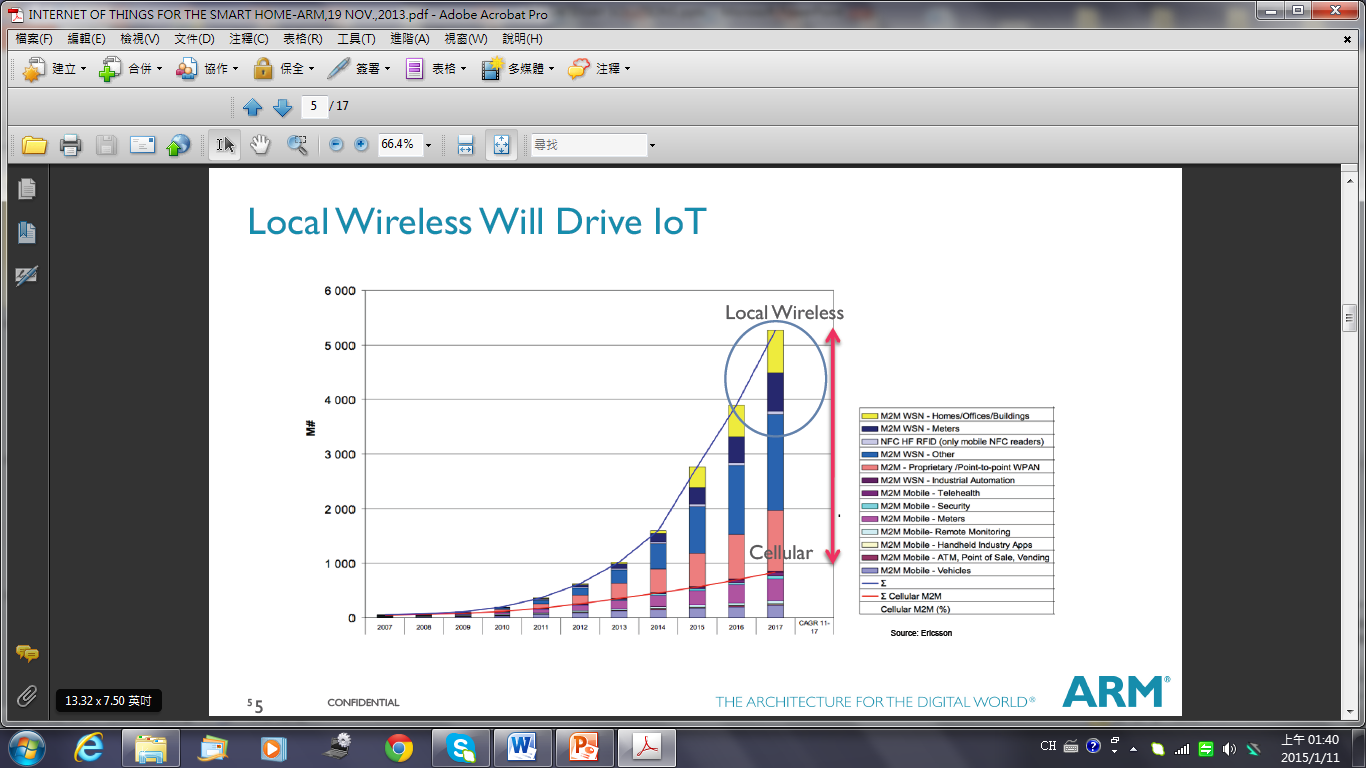 INTERNET OF THINGS FOR THE SMART HOME-ARM,19 NOV.,2013.pdf - Adobe Acrobat Pro
檔案(F) 編輯(E) 檢視(V) 文件(D) 注釋(C) 表格(R) 工具(T) 進階(A) 視窗(W) 說明(H)
建立 合併 協作 保全 簽署 表格 多媒體 注釋
5 / 17
66.4% 尋找
Local Wireless Will Drive IoT
6 000
5 000
4 000
3 000
2 000
1 000
0
M#
Local Wireless
Cellular
2007 2008 2009 2010 2011 2012 2013 2014 2015 2016 2017 CAGR 11-
17
M2M WSN - Homes/Offices/Buildings
M2M WSN - Meters
NFC HF RFID (only mobile NFC readers)
M2M WSN - Other
M2M - Proprietary /Point-to-point WPAN
M2M WSN - Industrial Automation
M2M Mobile - Telehealth
M2M Mobile - Security
M2M Mobile - Meters
M2M Mobile- Remote Monitoring
M2M Mobile - Handheld Industry Apps
M2M Mobile - ATM, Point of Sale, Vending
M2M Mobile - Vehicles
Σ
Σ Cellular M2M
Cellular M2M (%)
Source: Ericsson
5 5 CONFIDENTIAL THE ARCHITECTURE FOR THE DIGITAL WORLD® ARM®
13.32 x 7.50 英吋
CH 上午 01:40
2015/1/11